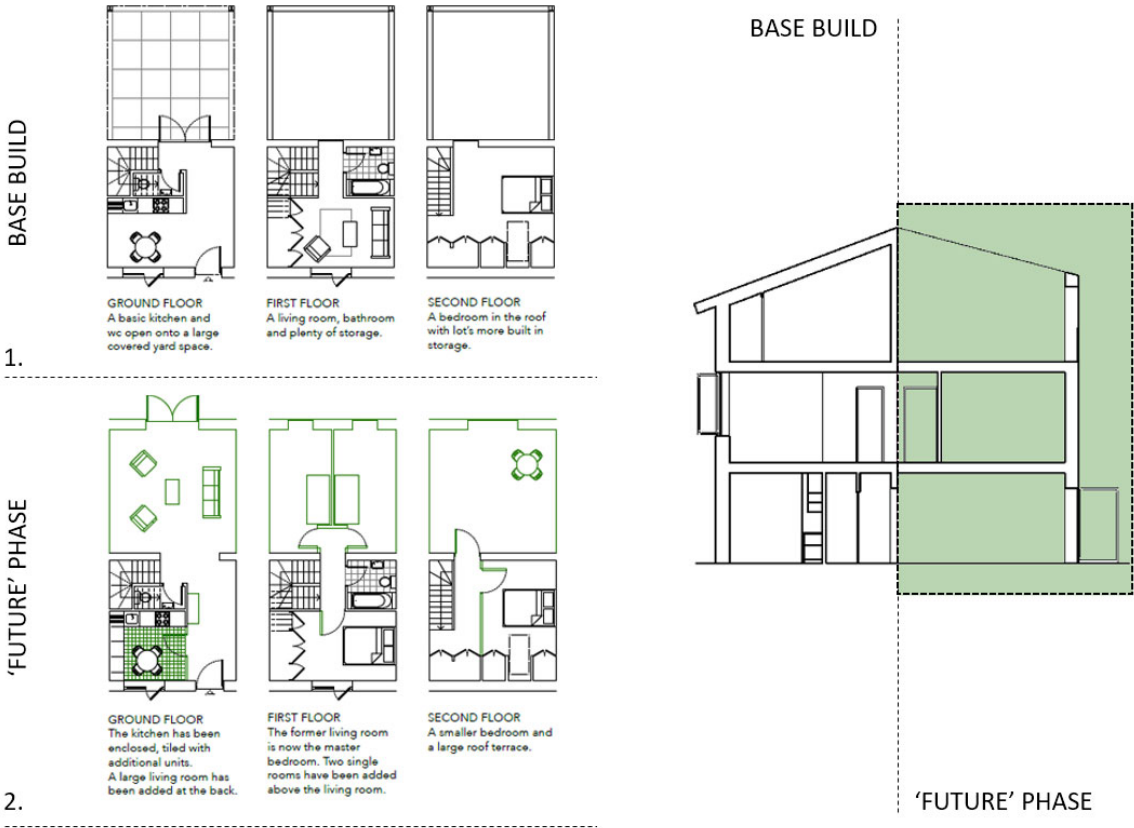 BASE BUILD
GROUND FLOOR
A basic kitchen and
wc open onto a large
covered yard space.
FIRST FLOOR
A living room, bathroom
and plenty of storage.
SECOND FLOOR
A bedroom in the roof
with lot's more built in
storage.
1.
'FUTURE' PHASE
GROUND FLOOR
The kitchen has been
enclosed, tiled with
additional units.
A large living room has
been added at the back.
FIRST FLOOR
The former living room
is now the master
bedroom. Two single
rooms have been added
above the living room.
SECOND FLOOR
A smaller bedroom and
a large roof terrace.
2.
BASE BUILD
'FUTURE' PHASE